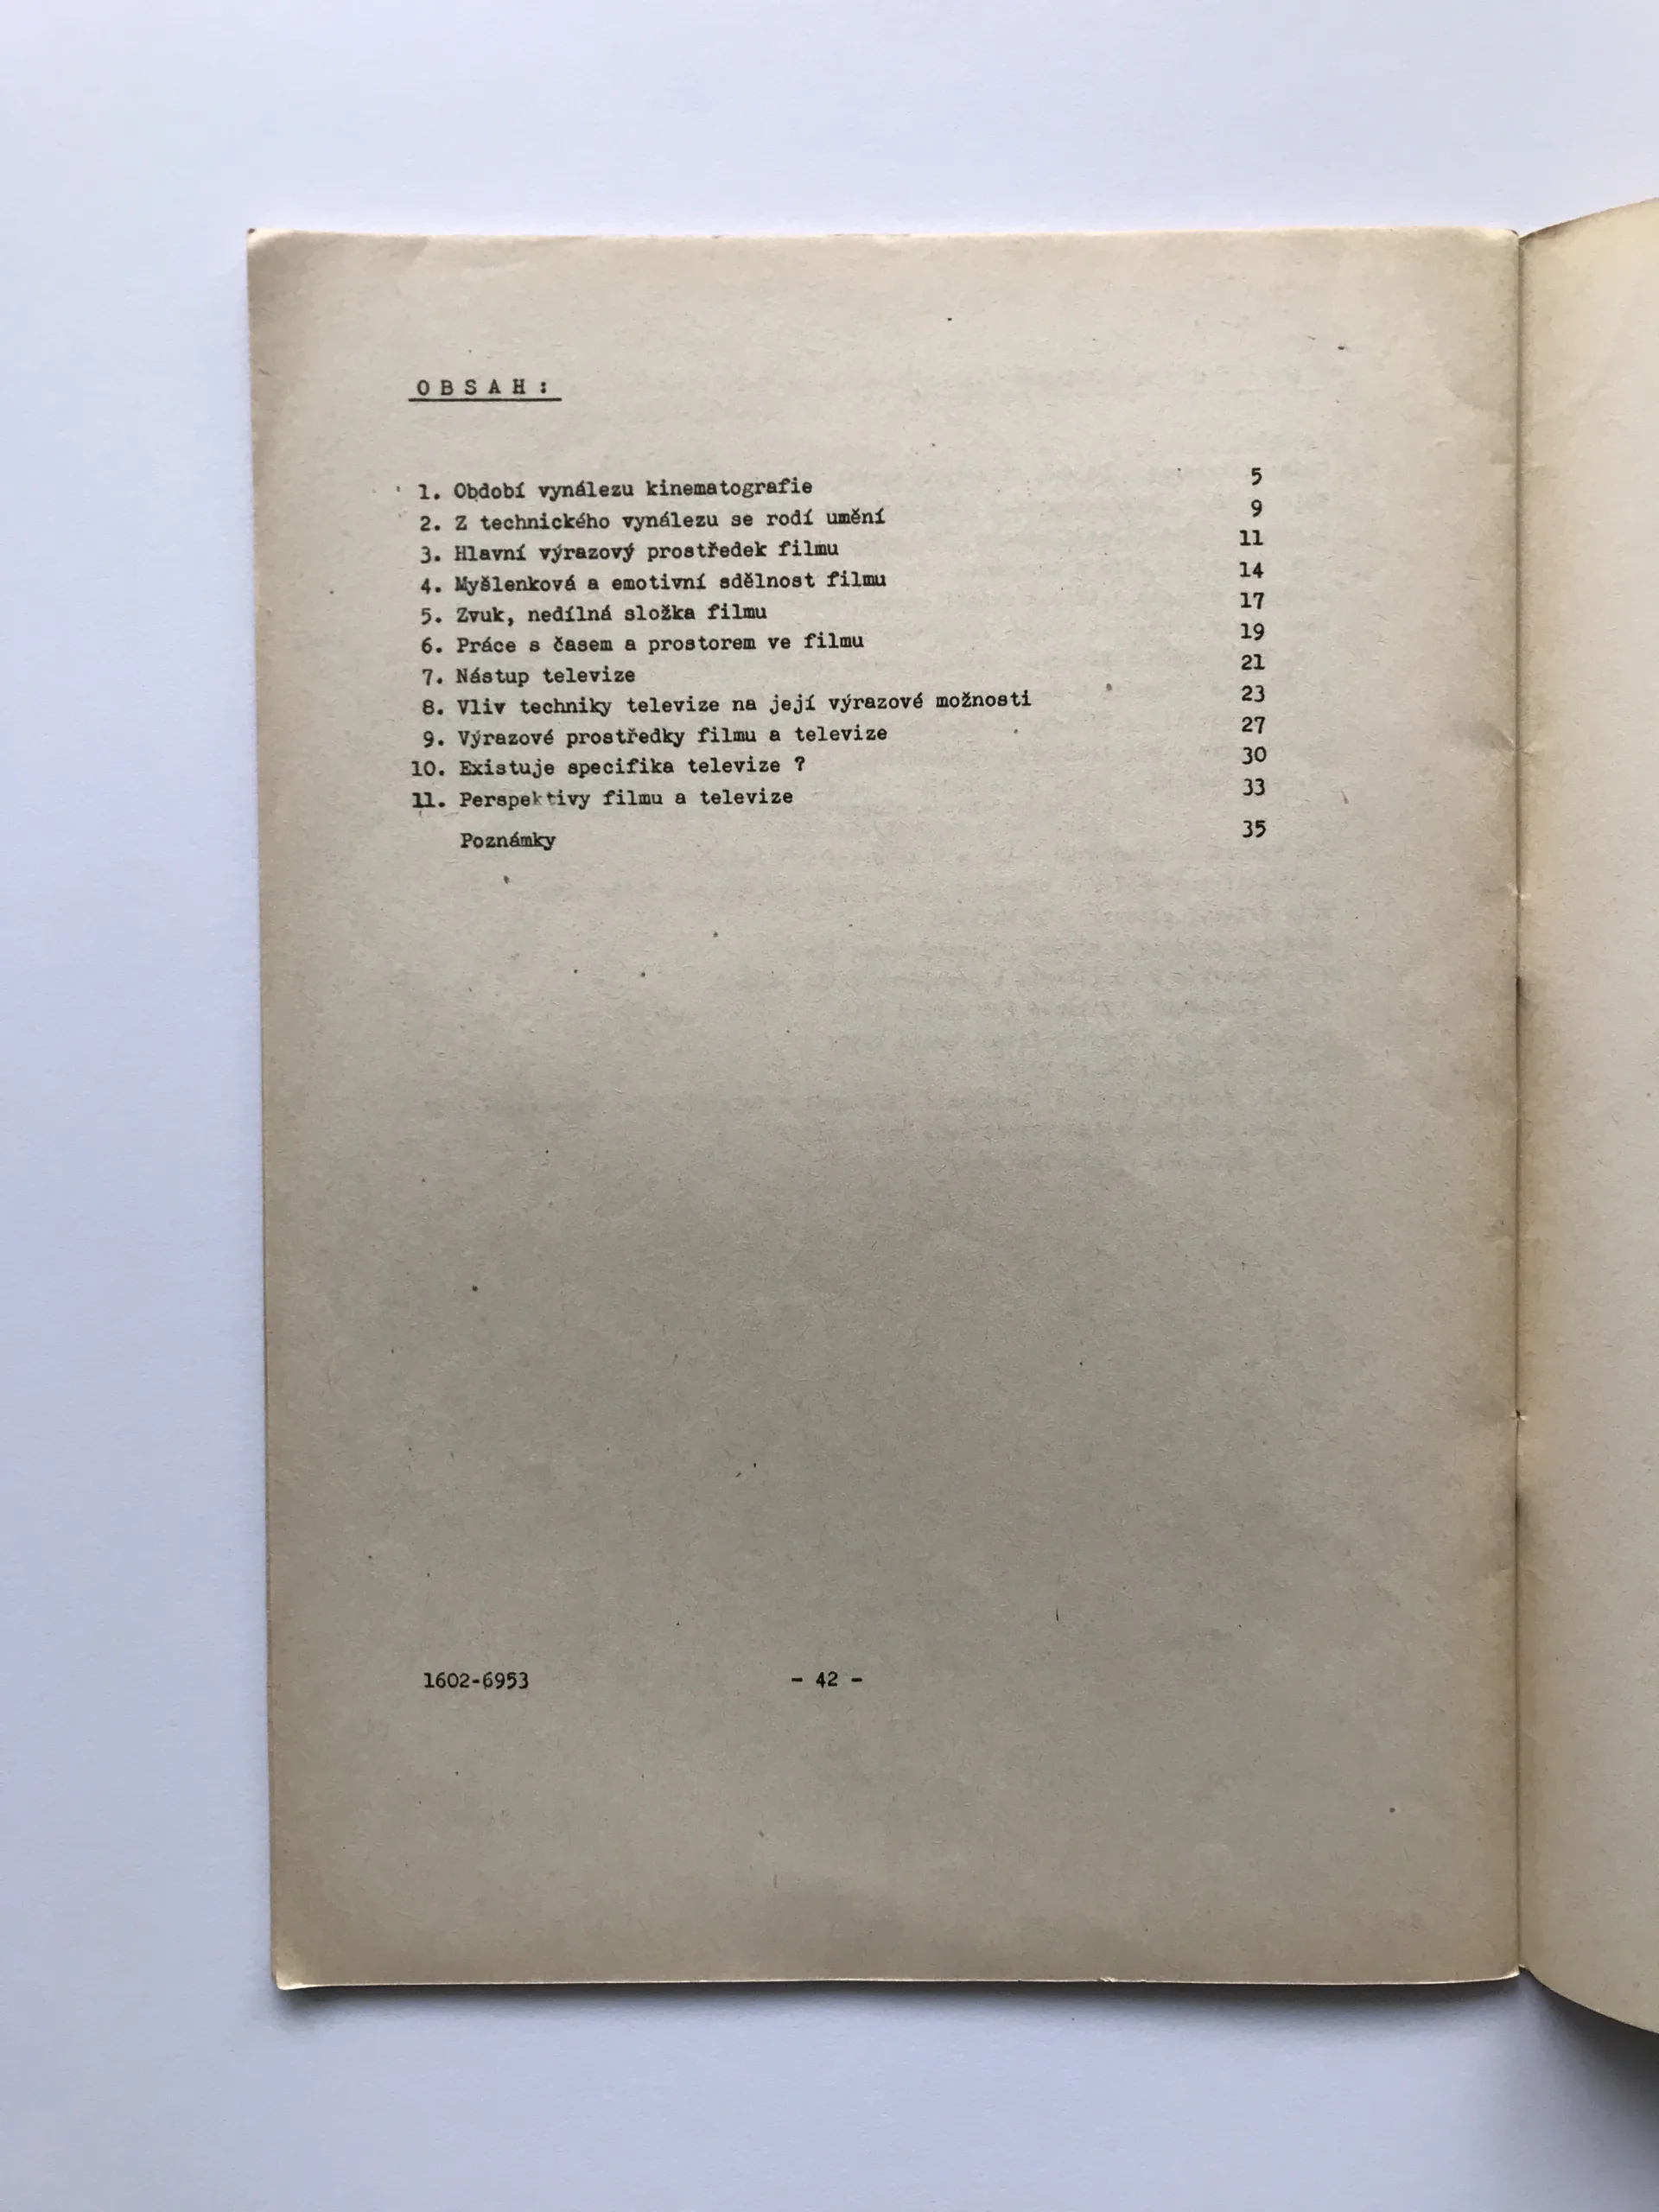 O B S A H :
1. Období vynálezu kinematografie 5
2. Z technického vynálezu se rodí umění 9
3. Hlavní výrazový prostředek filmu 11
4. Myšlenková a emotivní sdělnost filmu 14
5. Zvuk, nedílná složka filmu 17
6. Práce s časem a prostorem ve filmu 19
7. Nástup televize 21
8. Vliv techniky televize na její výrazové možnosti 23
9. Výrazové prostředky filmu a televize 27
10. Existuje specifika televize ? 30
11. Perspektivy filmu a televize 33
Poznámky 35
1602-6953 - 42 -